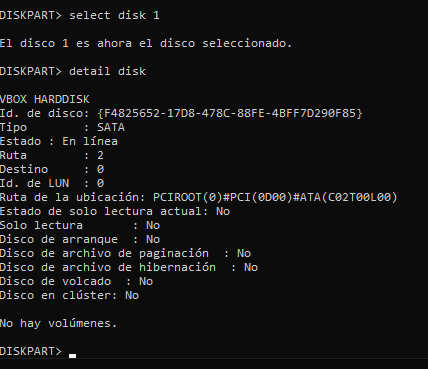 DISKPART> select disk 1
El disco 1 es ahora el disco seleccionado.
DISKPART> detail disk
VBOX HARDDISK
Id. de disco: {F4825652-17D8-478C-88FE-4BFF7D290F85}
Tipo : SATA
Estado : En línea
Ruta : 2
Destino : 0
Id. de LUN : 0
Ruta de la ubicación: PCIROOT(0)#PCI(0D00)#ATA(C02T00L00)
Estado de solo lectura actual: No
Solo lectura : No
Disco de arranque : No
Disco de archivo de paginación : No
Disco de archivo de hibernación : No
Disco de volcado : No
Disco en clúster: No
No hay volúmenes.
DISKPART>